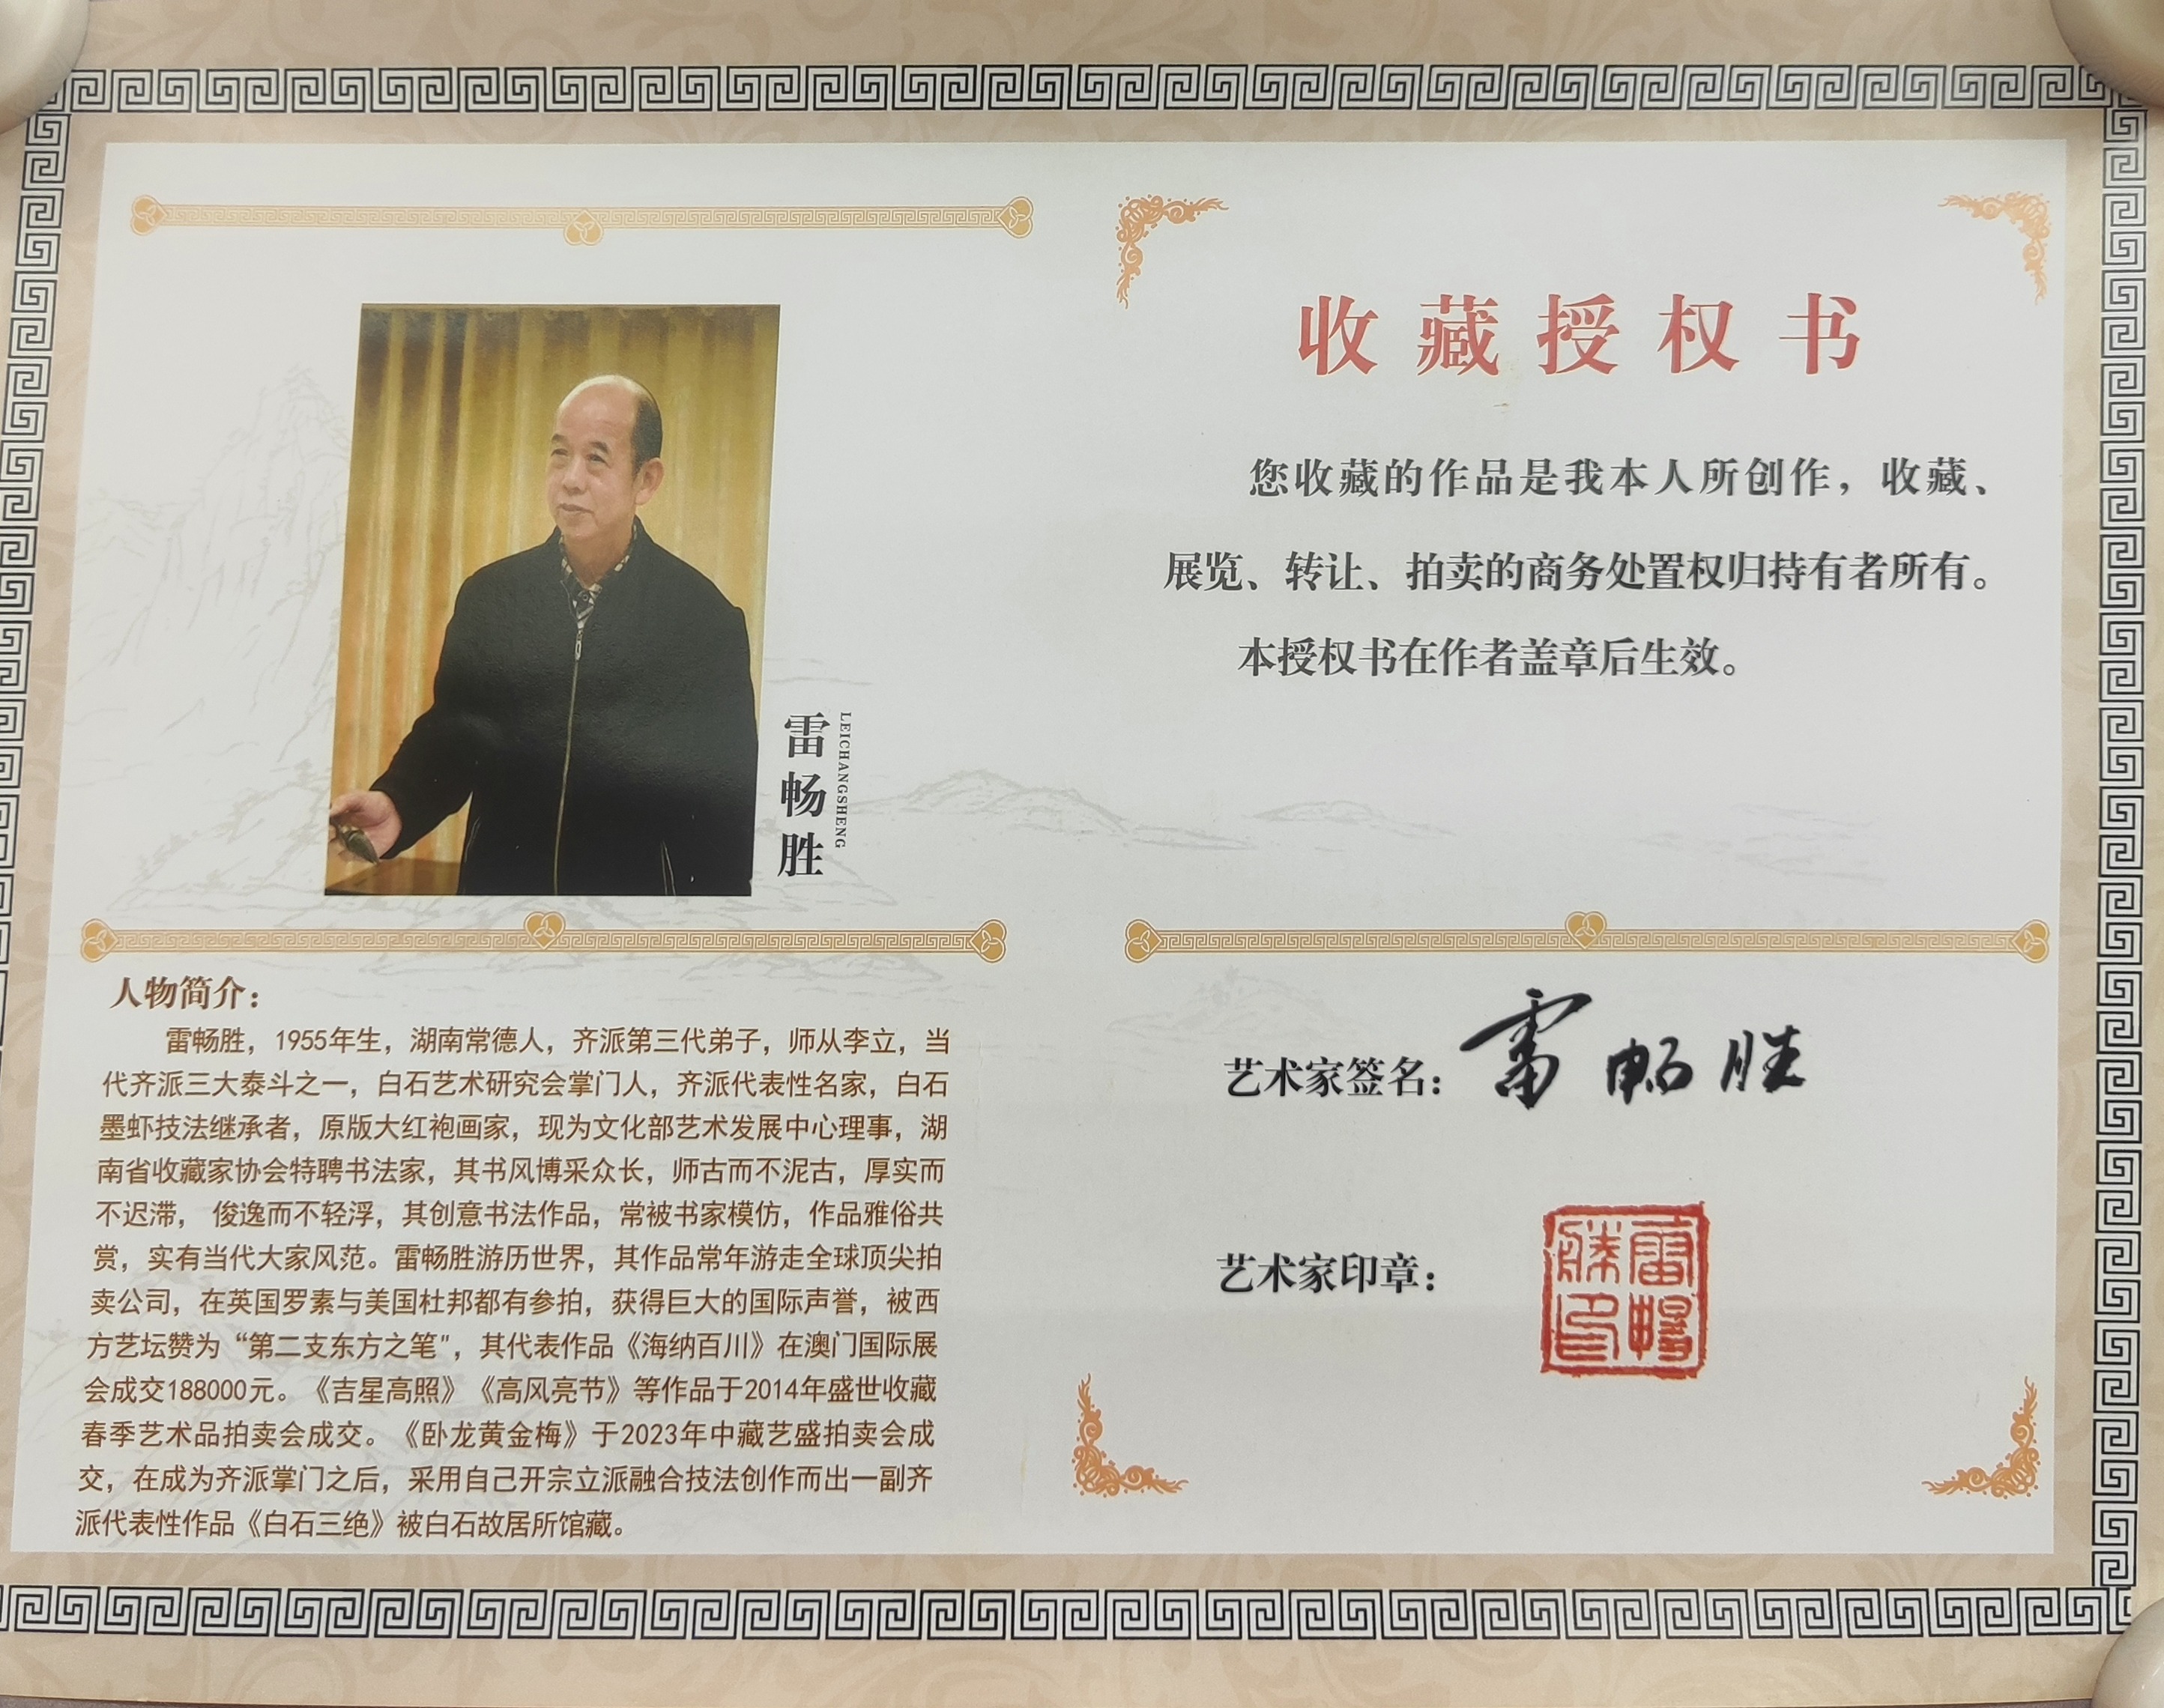 雷畅胜
LEICHANGSHENG
人物简介：
雷畅胜，1955年生，湖南常德人，齐派第三代弟子，师从李立，当
代齐派三大泰斗之一，白石艺术研究会掌门人，齐派代表性名家，白石
墨虾技法继承者，原版大红袍画家，现为文化部艺术发展中心理事，湖
南省收藏家协会特聘书法家，其书风博采众长，师古而不泥古，厚实而
不迟滞， 俊逸而不轻浮，其创意书法作品，常被书家模仿，作品雅俗共
赏，实有当代大家风范。雷畅胜游历世界，其作品常年游走全球顶尖拍
卖公司，在英国罗素与美国杜邦都有参拍，获得巨大的国际声誉，被西
方艺坛赞为“第二支东方之笔"，其代表作品《海纳百川》在澳门国际展
会成交188000元。《吉星高照》《高风亮节》等作品于2014年盛世收藏
春季艺术品拍卖会成交。《卧龙黄金梅》于2023年中藏艺盛拍卖会成
交，在成为齐派掌门之后，采用自己开宗立派融合技法创作而出一副齐
派代表性作品《白石三绝》被白石故居所馆藏。
收藏授权书
您收藏的作品是我本人所创作，收藏、
展览、转让、拍卖的商务处置权归持有者所有。
本授权书在作者盖章后生效。
艺术家签名：雷畅胜
艺术家印章：
雷暢
勝印